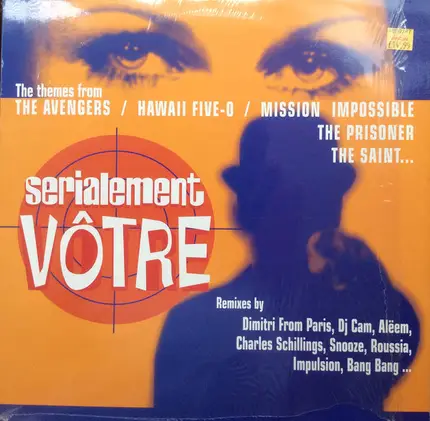 The themes from
THE AVENGERS / HAWAII FIVE-O / MISSION IMPOSSIBLE
THE PRISONER
THE SAINT...
serialement
VÔTRE
Remixes by
Dimitri From Paris, Dj Cam, Alëem,
Charles Schillings, Snooze, Roussia,
Impulsion, Bang Bang ...